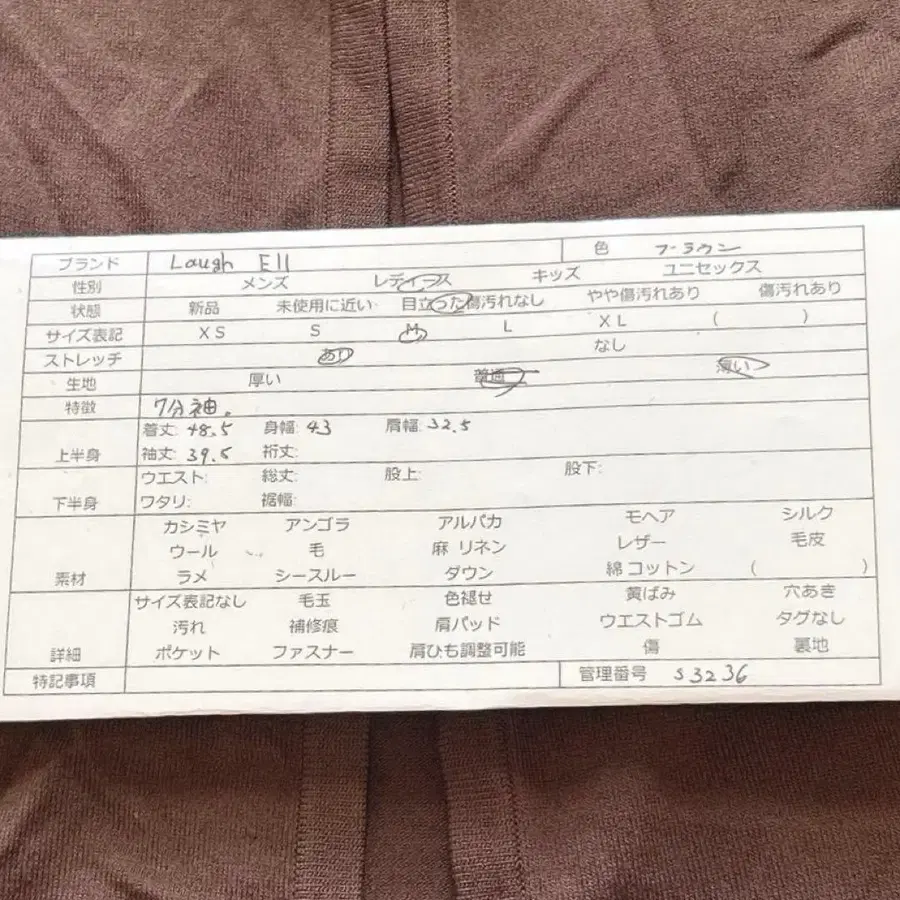 ブランド Laugh Ell 色 ブラウン
性別 メンズ レディース キッズ ユニセックス
状態 新品 未使用に近い 目立った傷汚れなし やや傷汚れあり 傷汚れあり
サイズ表記 XS S M L XL ( )
ストレッチ あり なし
生地 厚い 普通 薄い
特徴 7分袖。
上半身 着丈: 48.5 身幅: 43 肩幅: 32.5
袖丈: 39.5 裄丈:
下半身 ウエスト: 総丈: 股上: 股下:
ワタリ: 裾幅:
素材 カシミヤ アンゴラ アルパカ モヘア シルク
ウール 毛 麻 リネン レザー 毛皮
ラメ シースルー ダウン 綿 コットン ( )
詳細 サイズ表記なし 毛玉 色褪せ 黄ばみ 穴あき
汚れ 補修痕 肩パッド ウエストゴム タグなし
ポケット ファスナー 肩ひも調整可能 傷 裏地
特記事項 管理番号 S3236